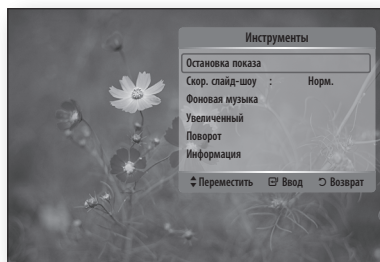 Инструменты
Остановка показа
Скор. слайд-шоу : Норм.
Фоновая музыка
Увеличенный
Поворот
Информация
Переместить Ввод Возврат